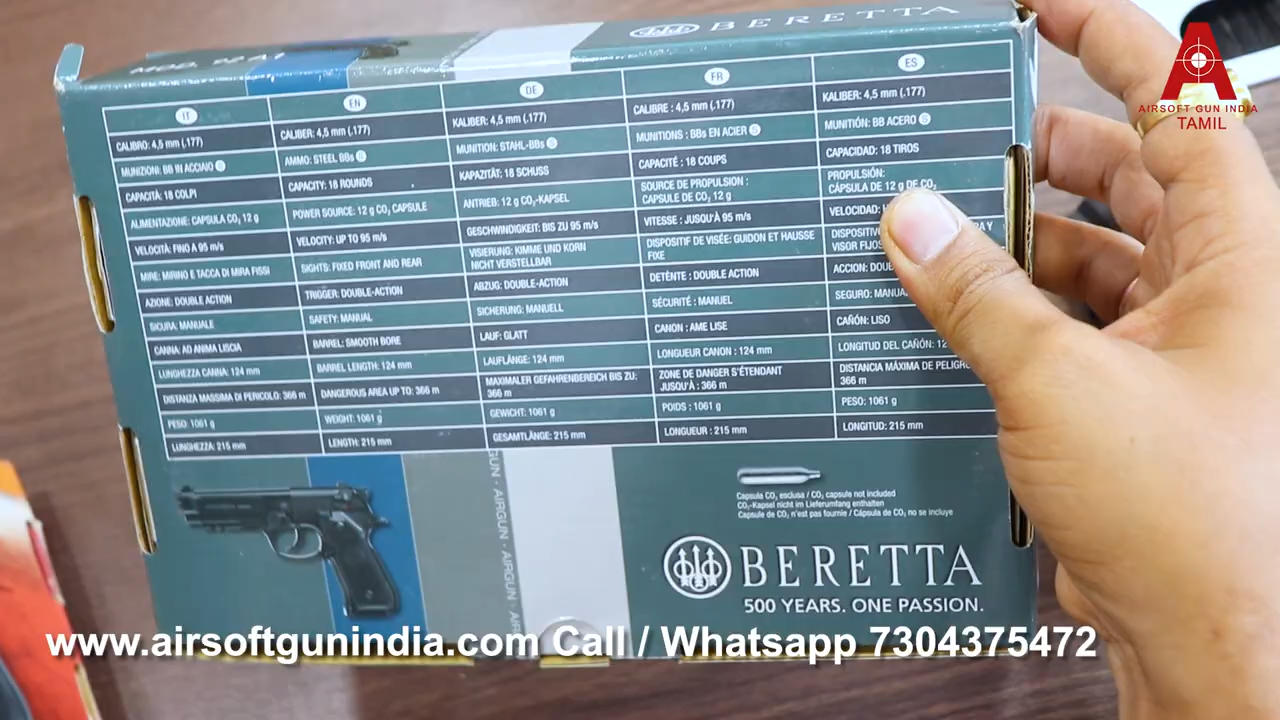 BERETTA
MOD. 92 A1
AIRSOFT GUN INDIA
TAMIL
IT
CALIBRO: 4,5 mm (.177)
MUNIZIONI: BB IN ACCIAIO S
CAPACITÀ: 18 COLPI
ALIMENTAZIONE: CAPSULA CO₂ 12 g
VELOCITÀ: FINO A 95 m/s
MIRE: MIRINO E TACCA DI MIRA FISSI
AZIONE: DOUBLE ACTION
SICURA: MANUALE
CANNA: AD ANIMA LISCIA
LUNGHEZZA CANNA: 124 mm
DISTANZA MASSIMA DI PERICOLO: 366 m
PESO: 1061 g
LUNGHEZZA: 215 mm
EN
CALIBER: 4,5 mm (.177)
AMMO: STEEL BBs S
CAPACITY: 18 ROUNDS
POWER SOURCE: 12 g CO₂ CAPSULE
VELOCITY: UP TO 95 m/s
SIGHTS: FIXED FRONT AND REAR
TRIGGER: DOUBLE-ACTION
SAFETY: MANUAL
BARREL: SMOOTH BORE
BARREL LENGTH: 124 mm
DANGEROUS AREA UP TO: 366 m
WEIGHT: 1061 g
LENGTH: 215 mm
DE
KALIBER: 4,5 mm (.177)
MUNITION: STAHL-BBs S
KAPAZITÄT: 18 SCHUSS
ANTRIEB: 12 g CO₂-KAPSEL
GESCHWINDIGKEIT: BIS ZU 95 m/s
VISIERUNG: KIMME UND KORN
NICHT VERSTELLBAR
ABZUG: DOUBLE-ACTION
SICHERUNG: MANUELL
LAUF: GLATT
LAUFLÄNGE: 124 mm
MAXIMALER GEFAHRENBEREICH BIS ZU:
366 m
GEWICHT: 1061 g
GESAMTLÄNGE: 215 mm
FR
CALIBRE : 4,5 mm (.177)
MUNITIONS : BBs EN ACIER S
CAPACITÉ : 18 COUPS
SOURCE DE PROPULSION :
CAPSULE DE CO₂ 12 g
VITESSE : JUSQU'À 95 m/s
DISPOSITIF DE VISÉE: GUIDON ET HAUSSE
FIXE
DÉTENTE : DOUBLE ACTION
SÉCURITÉ : MANUEL
CANON : AME LISE
LONGUEUR CANON : 124 mm
ZONE DE DANGER S'ÉTENDANT
JUSQU'À : 366 m
POIDS : 1061 g
LONGUEUR : 215 mm
ES
KALIBER: 4,5 mm (.177)
MUNICIÓN: BB ACERO S
CAPACIDAD: 18 TIROS
PROPULSIÓN:
CÁPSULA DE 12 g DE CO₂
VELOCIDAD:
VISOR FIJOS
ACCION:
SEGURO:
CAÑÓN: LISO
LONGITUD DEL CAÑÓN:
DISTANCIA MÁXIMA DE
366 m
PESO: 1061 g
LONGITUD: 215 mm
AIRGUN - AIRGUN
Capsula CO₂ esclusa / CO₂ capsule not included
CO₂-Kapsel nicht im Lieferumfang enthalten
Capsule de CO₂ n'est pas fournie / Cápsula de CO₂ no se incluye
BERETTA
500 YEARS. ONE PASSION.
www.airsoftgunindia.com Call / Whatsapp 7304375472